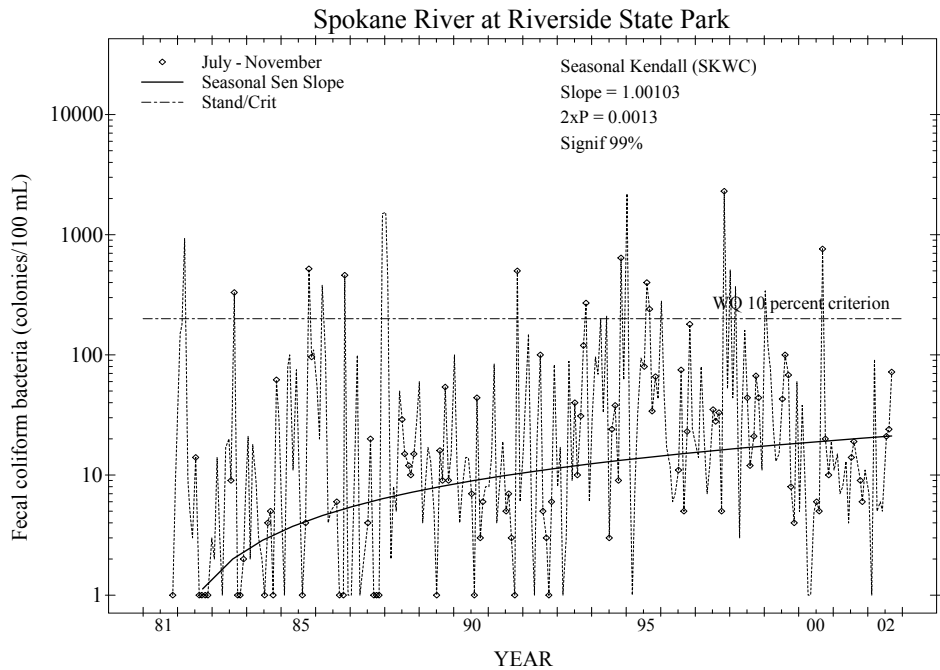 Spokane River at Riverside State Park
July - November
Seasonal Sen Slope
Stand/Crit
Seasonal Kendall (SKWC)
Slope = 1.00103
2xP = 0.0013
Signif 99%
Fecal coliform bacteria (colonies/100 mL)
10000
1000
WQ 10 percent criterion
100
10
1
81 85 90 95 00 02
YEAR